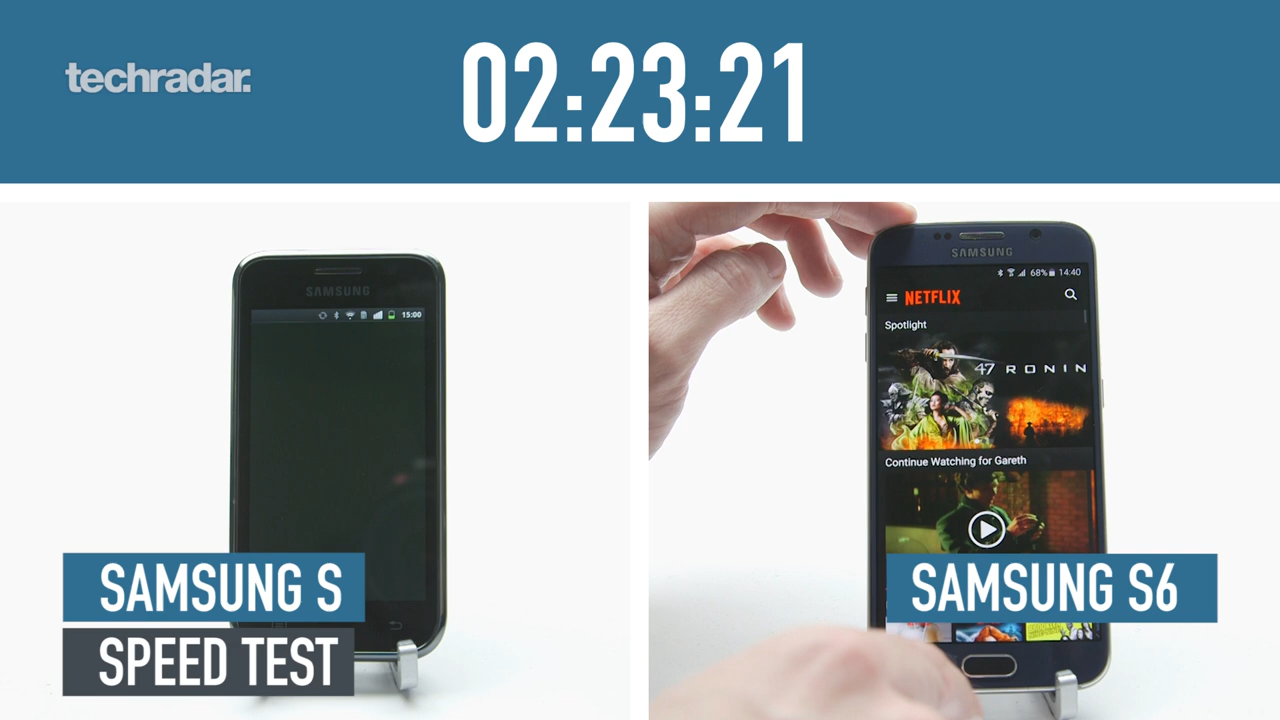 techradar.
02:23:21
SAMSUNG
15:00
SAMSUNG
68% 14:40
NETFLIX
Spotlight
47 RONIN
Continue Watching for Gareth
SAMSUNG S
SPEED TEST
SAMSUNG S6